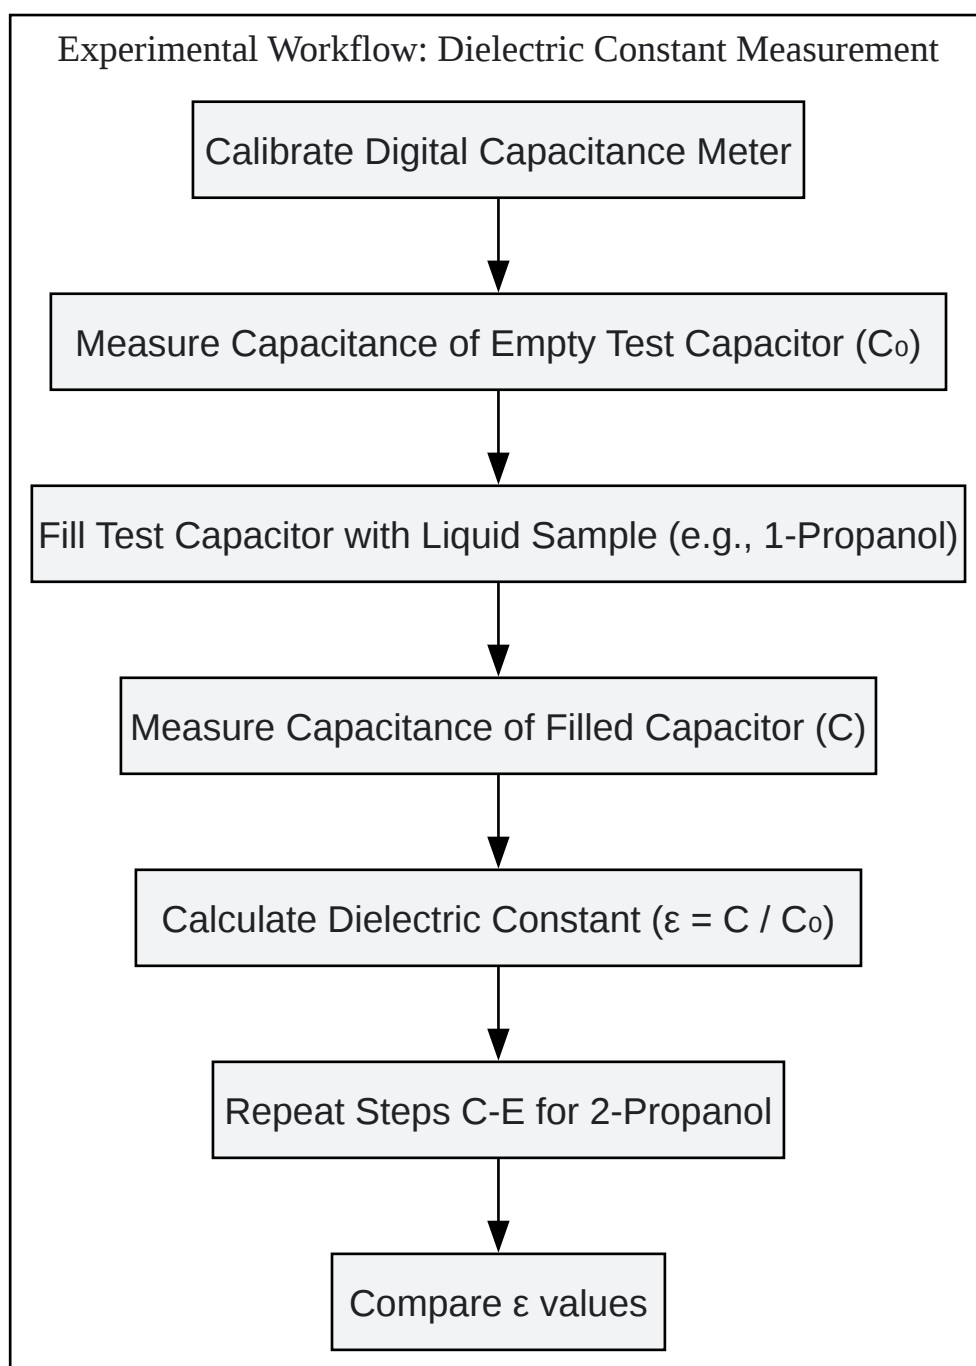 Experimental Workflow: Dielectric Constant Measurement
Calibrate Digital Capacitance Meter
Measure Capacitance of Empty Test Capacitor (C₀)
Fill Test Capacitor with Liquid Sample (e.g., 1-Propanol)
Measure Capacitance of Filled Capacitor (C)
Calculate Dielectric Constant (ε = C / C₀)
Repeat Steps C-E for 2-Propanol
Compare ε values